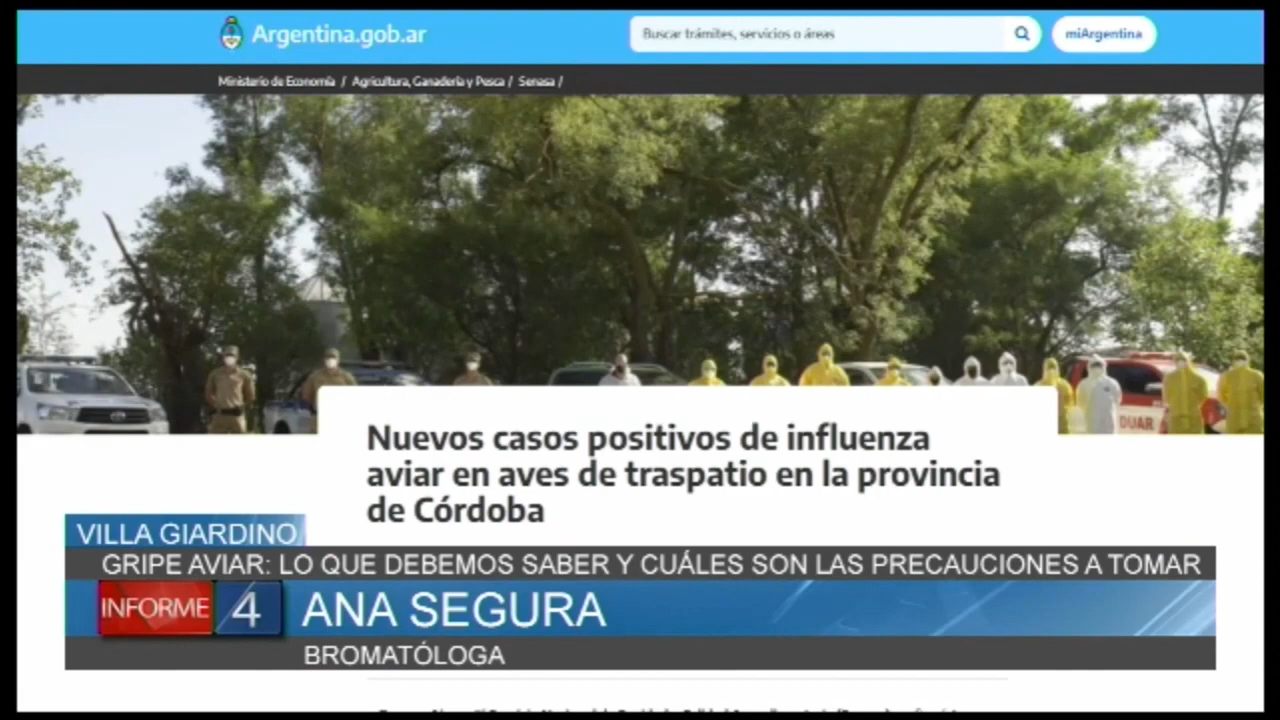 Argentina.gob.ar
Buscar trámites, servicios o áreas
miArgentina
Ministerio de Economía / Agricultura, Ganadería y Pesca / Senasa /
DUAR
Nuevos casos positivos de influenza
aviar en aves de traspatio en la provincia
de Córdoba
VILLA GIARDINO
GRIPE AVIAR: LO QUE DEBEMOS SABER Y CUÁLES SON LAS PRECAUCIONES A TOMAR
INFORME 4
ANA SEGURA
BROMATÓLOGA